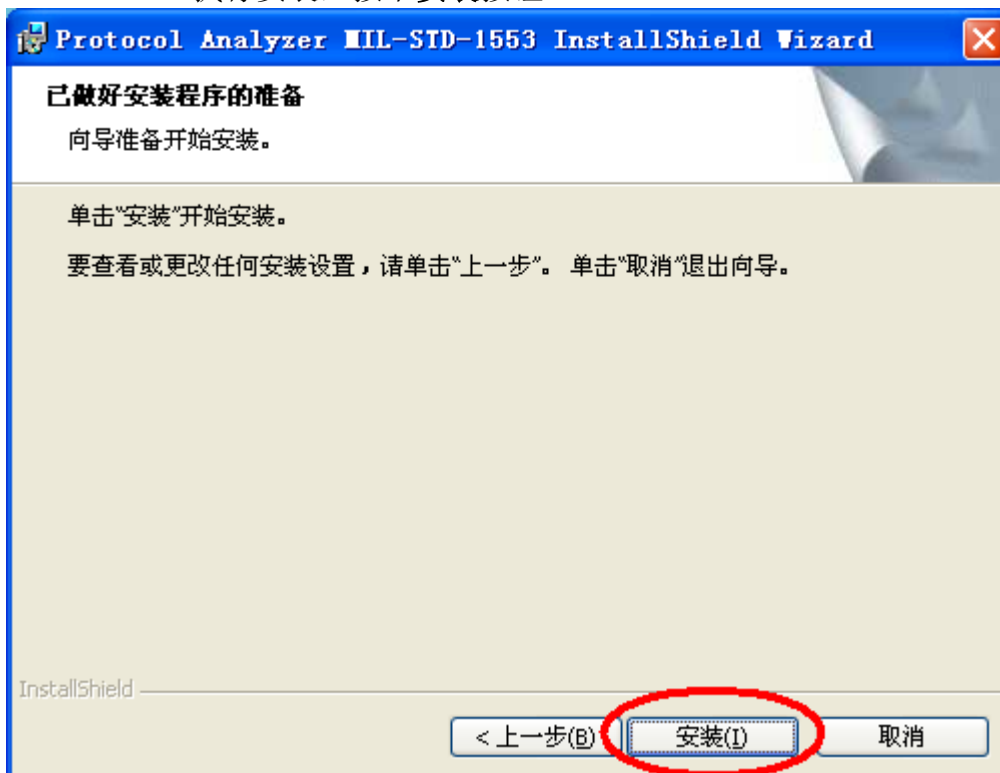 Protocol Analyzer MIL-STD-1553 InstallShield Wizard
已做好安装程序的准备
向导准备开始安装。
单击"安装"开始安装。
要查看或更改任何安装设置，请单击"上一步"。 单击"取消"退出向导。
InstallShield
< 上一步(B) 安装(I) 取消